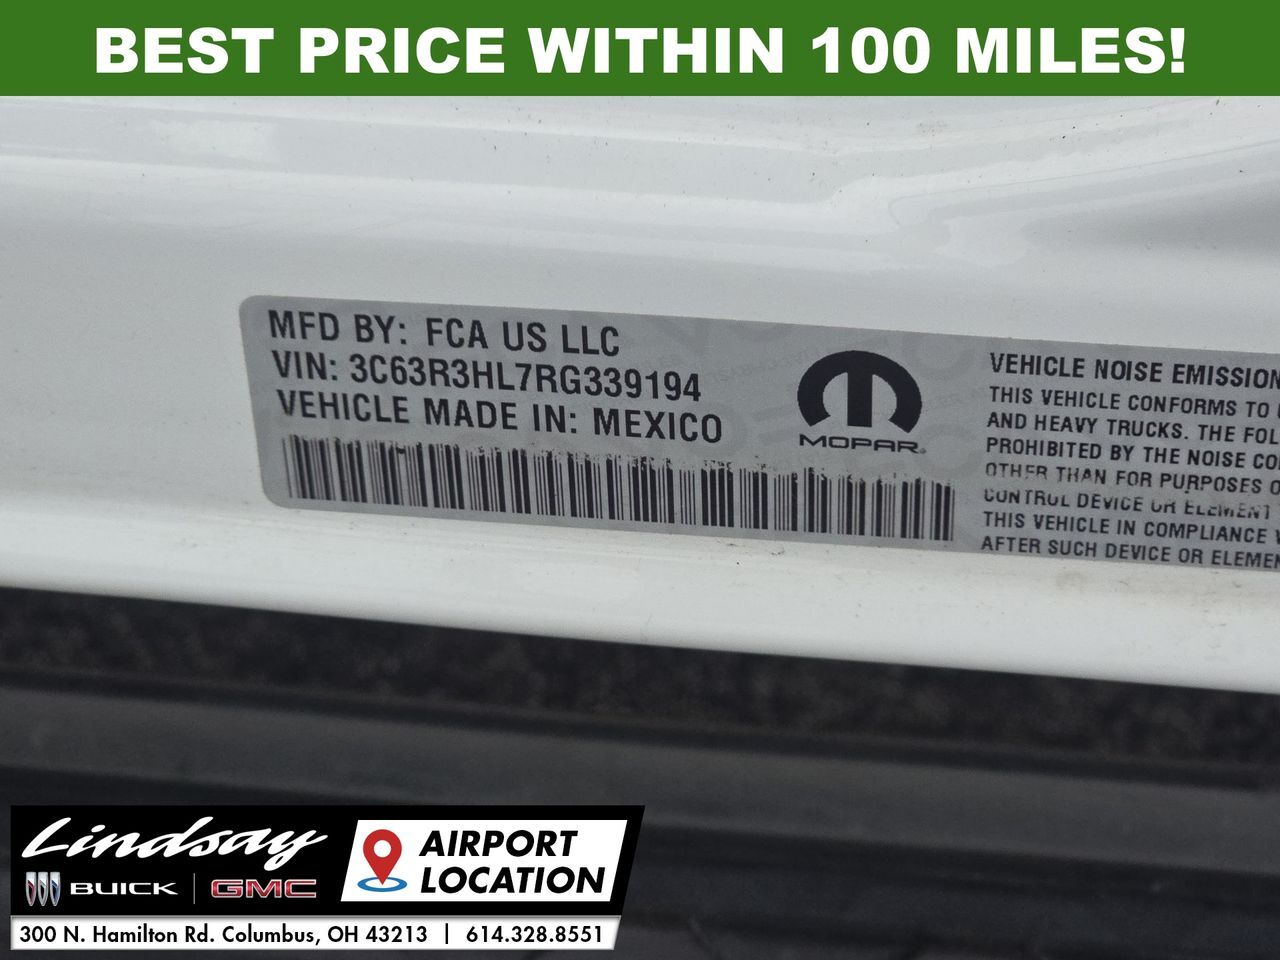 BEST PRICE WITHIN 100 MILES!
MFD BY: FCA US LLC
VIN: 3C63R3HL7RG339194
VEHICLE MADE IN: MEXICO
MOPAR
VEHICLE NOISE EMISSION
THIS VEHICLE CONFORMS TO
AND HEAVY TRUCKS. THE FOL
PROHIBITED BY THE NOISE CO
OTHER THAN FOR PURPOSES O
CONTROL DEVICE OR ELEMENT
THIS VEHICLE IN COMPLIANCE
AFTER SUCH DEVICE OR ELEMEN
Lindsay
BUICK | GMC
AIRPORT
LOCATION
300 N. Hamilton Rd. Columbus, OH 43213 | 614.328.8551